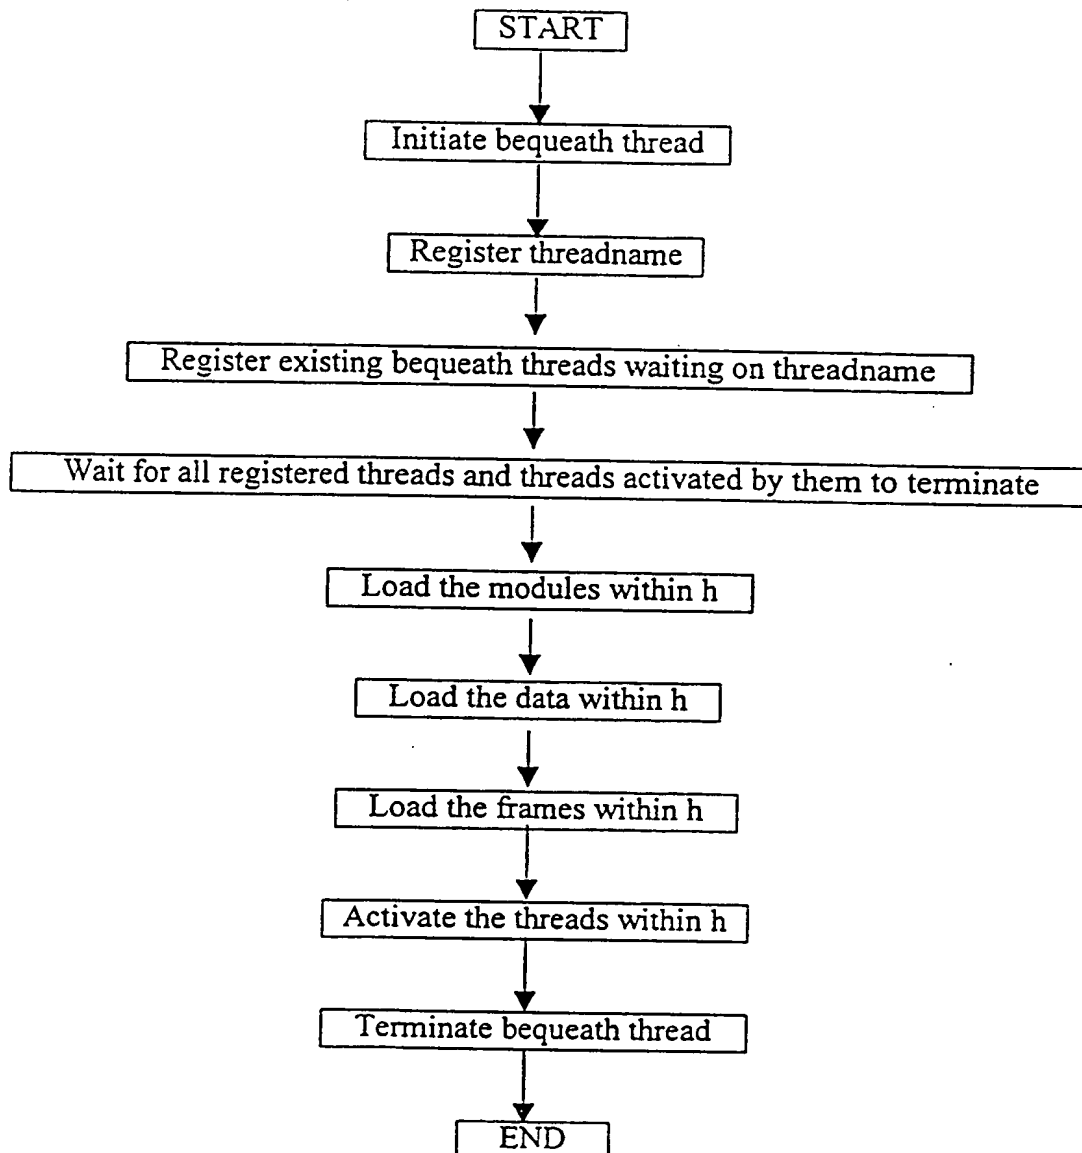 START
Initiate bequeath thread
Register threadname
Register existing bequeath threads waiting on threadname
Wait for all registered threads and threads activated by them to terminate
Load the modules within h
Load the data within h
Load the frames within h
Activate the threads within h
Terminate bequeath thread
END